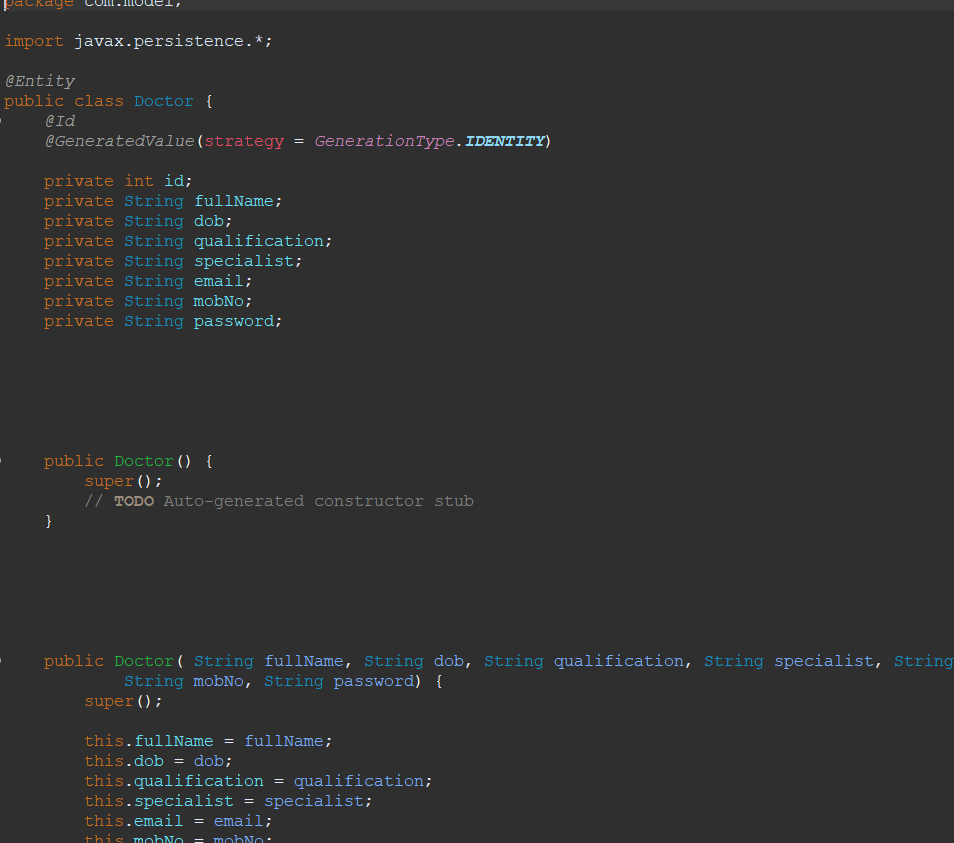 package com.model;
import javax.persistence.*;
@Entity
public class Doctor {
@Id
@GeneratedValue(strategy = GenerationType.IDENTITY)
private int id;
private String fullName;
private String dob;
private String qualification;
private String specialist;
private String email;
private String mobNo;
private String password;
public Doctor() {
super();
// TODO Auto-generated constructor stub
}
public Doctor( String fullName, String dob, String qualification, String specialist, String
String mobNo, String password) {
super();
this.fullName = fullName;
this.dob = dob;
this.qualification = qualification;
this.specialist = specialist;
this.email = email;
this.mobNo = mobNo;